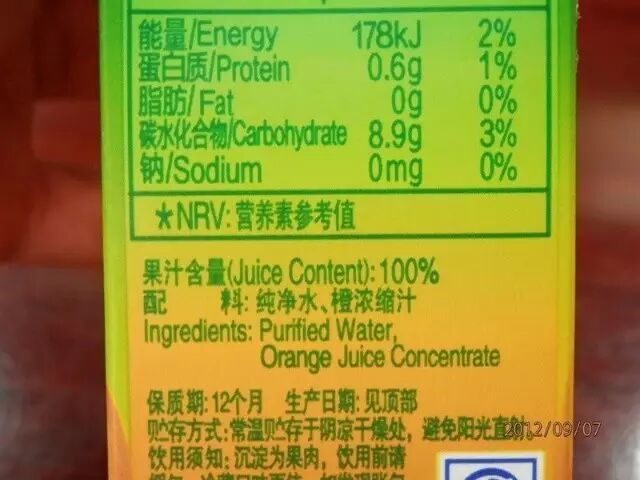 能量/Energy 178kJ 2%
蛋白质/Protein 0.6g 1%
脂肪/Fat 0g 0%
碳水化合物/Carbohydrate 8.9g 3%
钠/Sodium 0mg 0%
*NRV:营养素参考值
果汁含量(Juice Content): 100%
配 料: 纯净水、橙浓缩汁
Ingredients: Purified Water,
Orange Juice Concentrate
保质期: 12个月 生产日期: 见顶部
贮存方式: 常温贮存于阴凉干燥处, 避免阳光直射
2012/09/07
饮用须知: 沉淀为果肉, 饮用前请